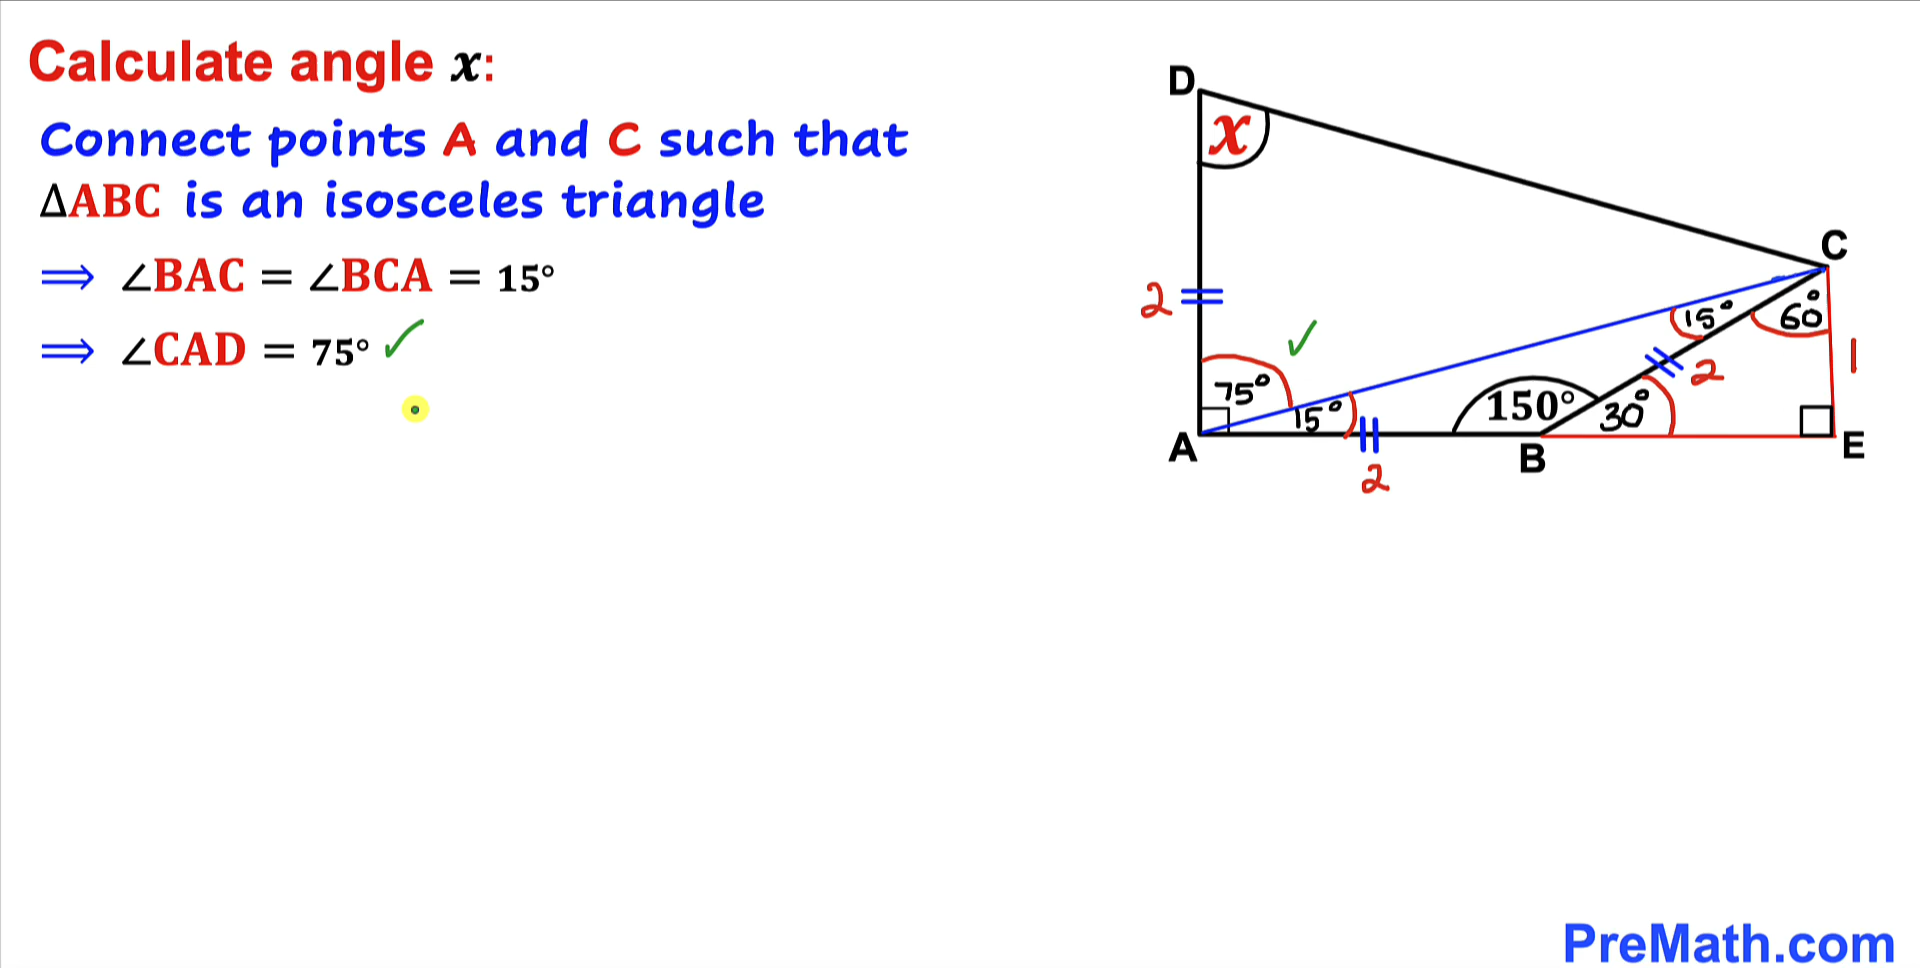 Calculate angle x:
Connect points A and C such that
ΔABC is an isosceles triangle
⟹ ∠BAC = ∠BCA = 15°
⟹ ∠CAD = 75° ✓
D
x
C
15°
60°
2
1
2
✓
75°
15°
150°
30°
A
B
E
2
PreMath.com